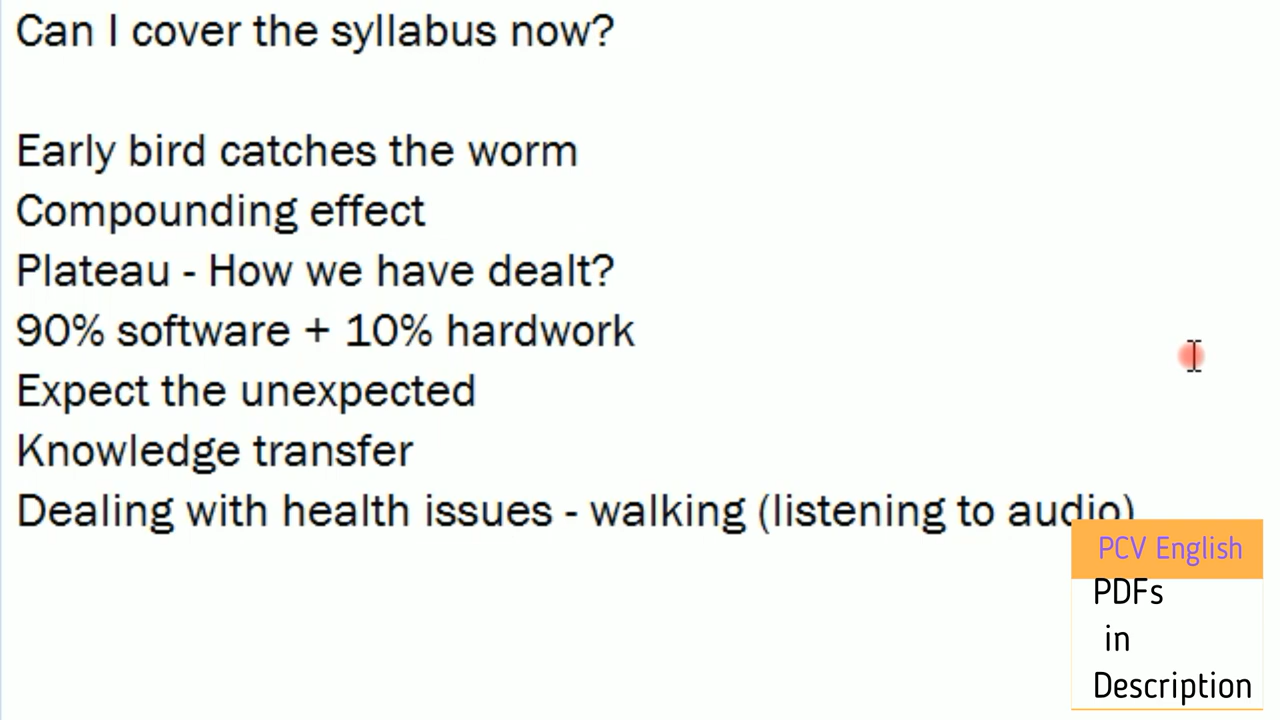 Can I cover the syllabus now?
Early bird catches the worm
Compounding effect
Plateau - How we have dealt?
90% software + 10% hardwork
Expect the unexpected
Knowledge transfer
Dealing with health issues - walking (listening to audio)
PCV English
PDFs
in
Description